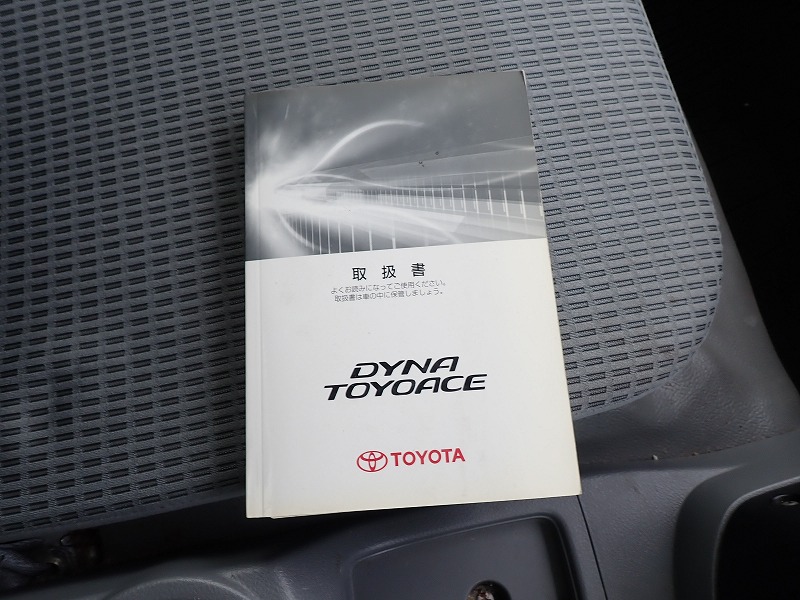 取扱書
よくお読みになってご使用ください。
取扱書は車の中に保管しましょう。
DYNA
TOYOACE
TOYOTA